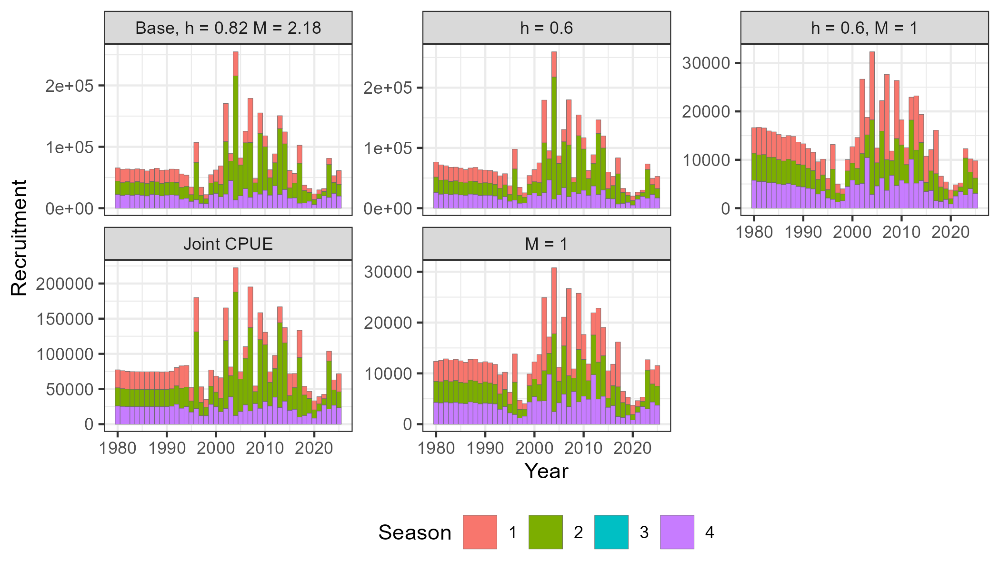 Base, h = 0.82 M = 2.18
h = 0.6
h = 0.6, M = 1
2e+05
1e+05
0e+00
2e+05
1e+05
0e+00
30000
20000
10000
0
1980 1990 2000 2010 2020
Recruitment
Joint CPUE
M = 1
200000
150000
100000
50000
0
30000
20000
10000
0
1980 1990 2000 2010 2020
1980 1990 2000 2010 2020
Year
Season 1 2 3 4